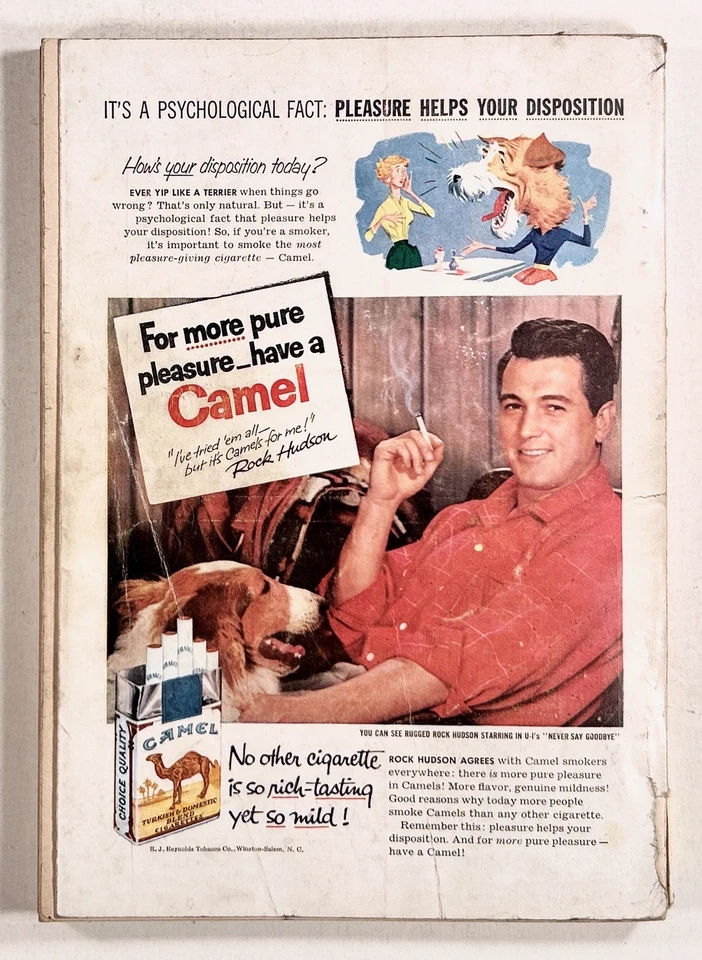 IT'S A PSYCHOLOGICAL FACT: PLEASURE HELPS YOUR DISPOSITION
How's your disposition today?
EVER YIP LIKE A TERRIER when things go
wrong? That's only natural. But — it's a
psychological fact that pleasure helps
your disposition! So, if you're a smoker,
it's important to smoke the most
pleasure-giving cigarette — Camel.
For more pure
pleasure—have a
Camel
"I've tried 'em all—
but it's Camels for me!"
Rock Hudson
YOU CAN SEE RUGGED ROCK HUDSON STARRING IN U-I's "NEVER SAY GOODBYE"
CHOICE QUALITY
CAMEL
TURKISH & DOMESTIC
BLEND
CIGARETTES
No other cigarette
is so rich-tasting
yet so mild!
R. J. Reynolds Tobacco Co., Winston-Salem, N. C.
ROCK HUDSON AGREES with Camel smokers
everywhere: there is more pure pleasure
in Camels! More flavor, genuine mildness!
Good reasons why today more people
smoke Camels than any other cigarette.
Remember this: pleasure helps your
disposition. And for more pure pleasure —
have a Camel!